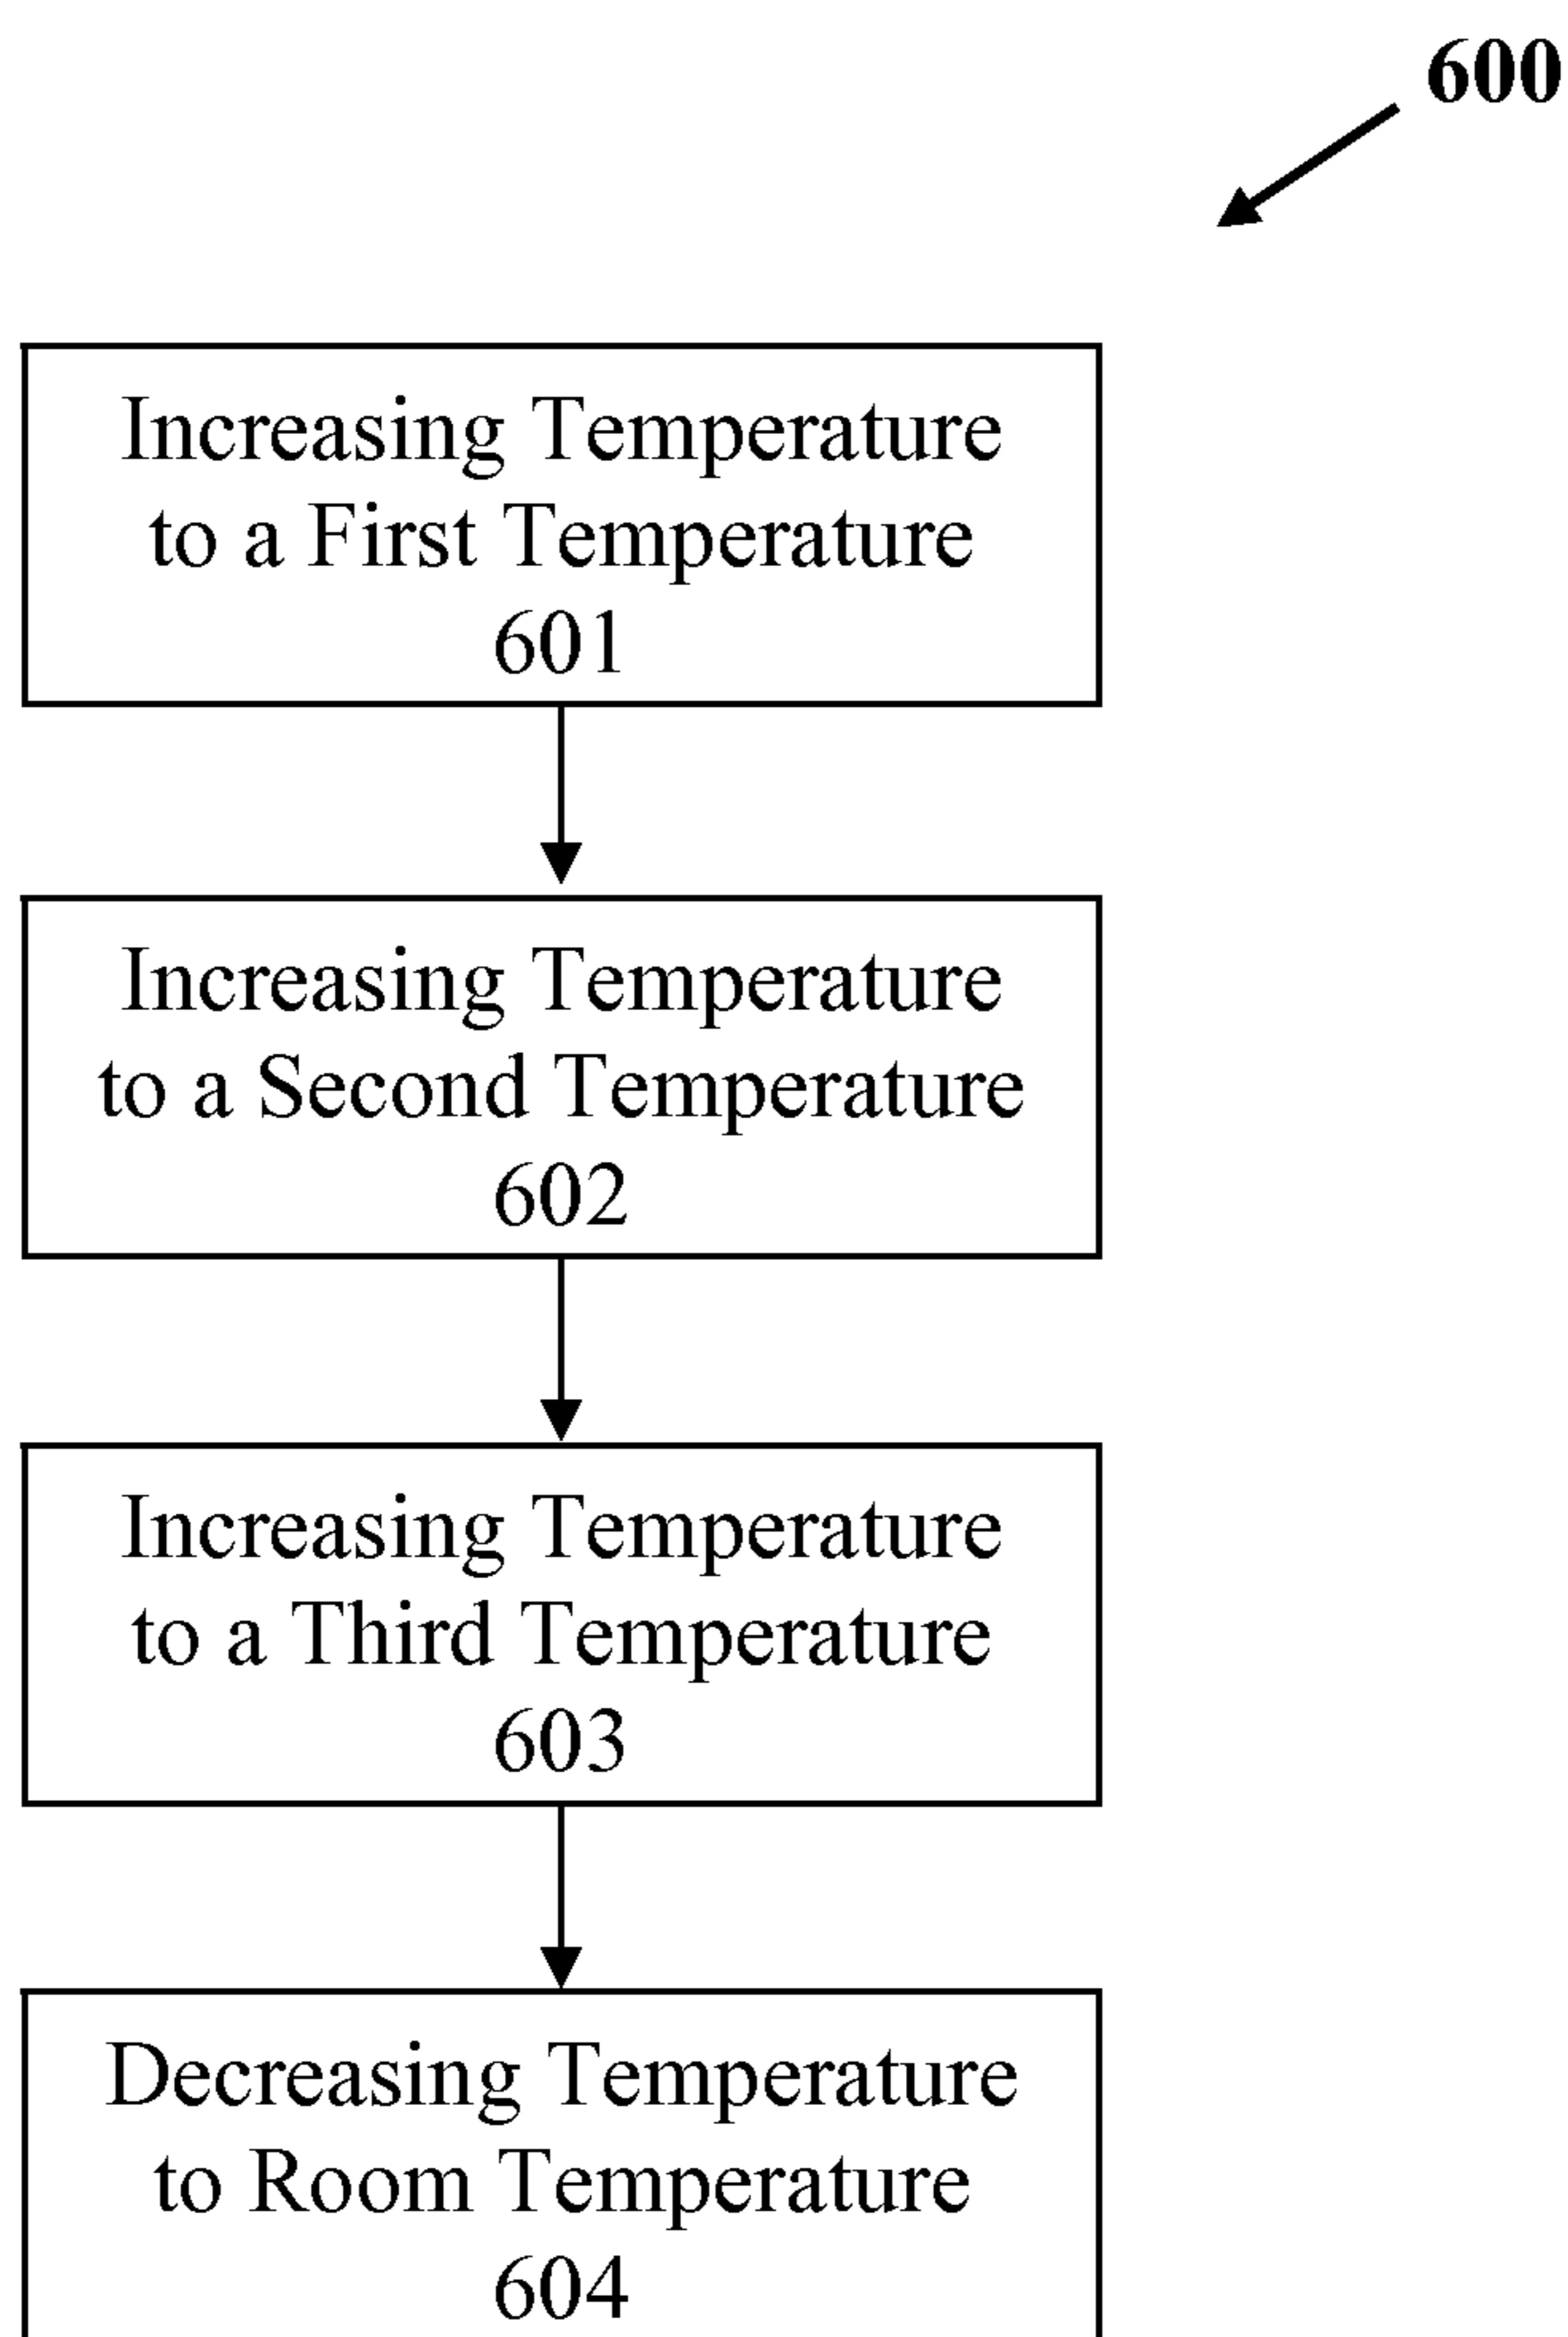 600
Increasing Temperature
to a First Temperature
601
Increasing Temperature
to a Second Temperature
602
Increasing Temperature
to a Third Temperature
603
Decreasing Temperature
to Room Temperature
604